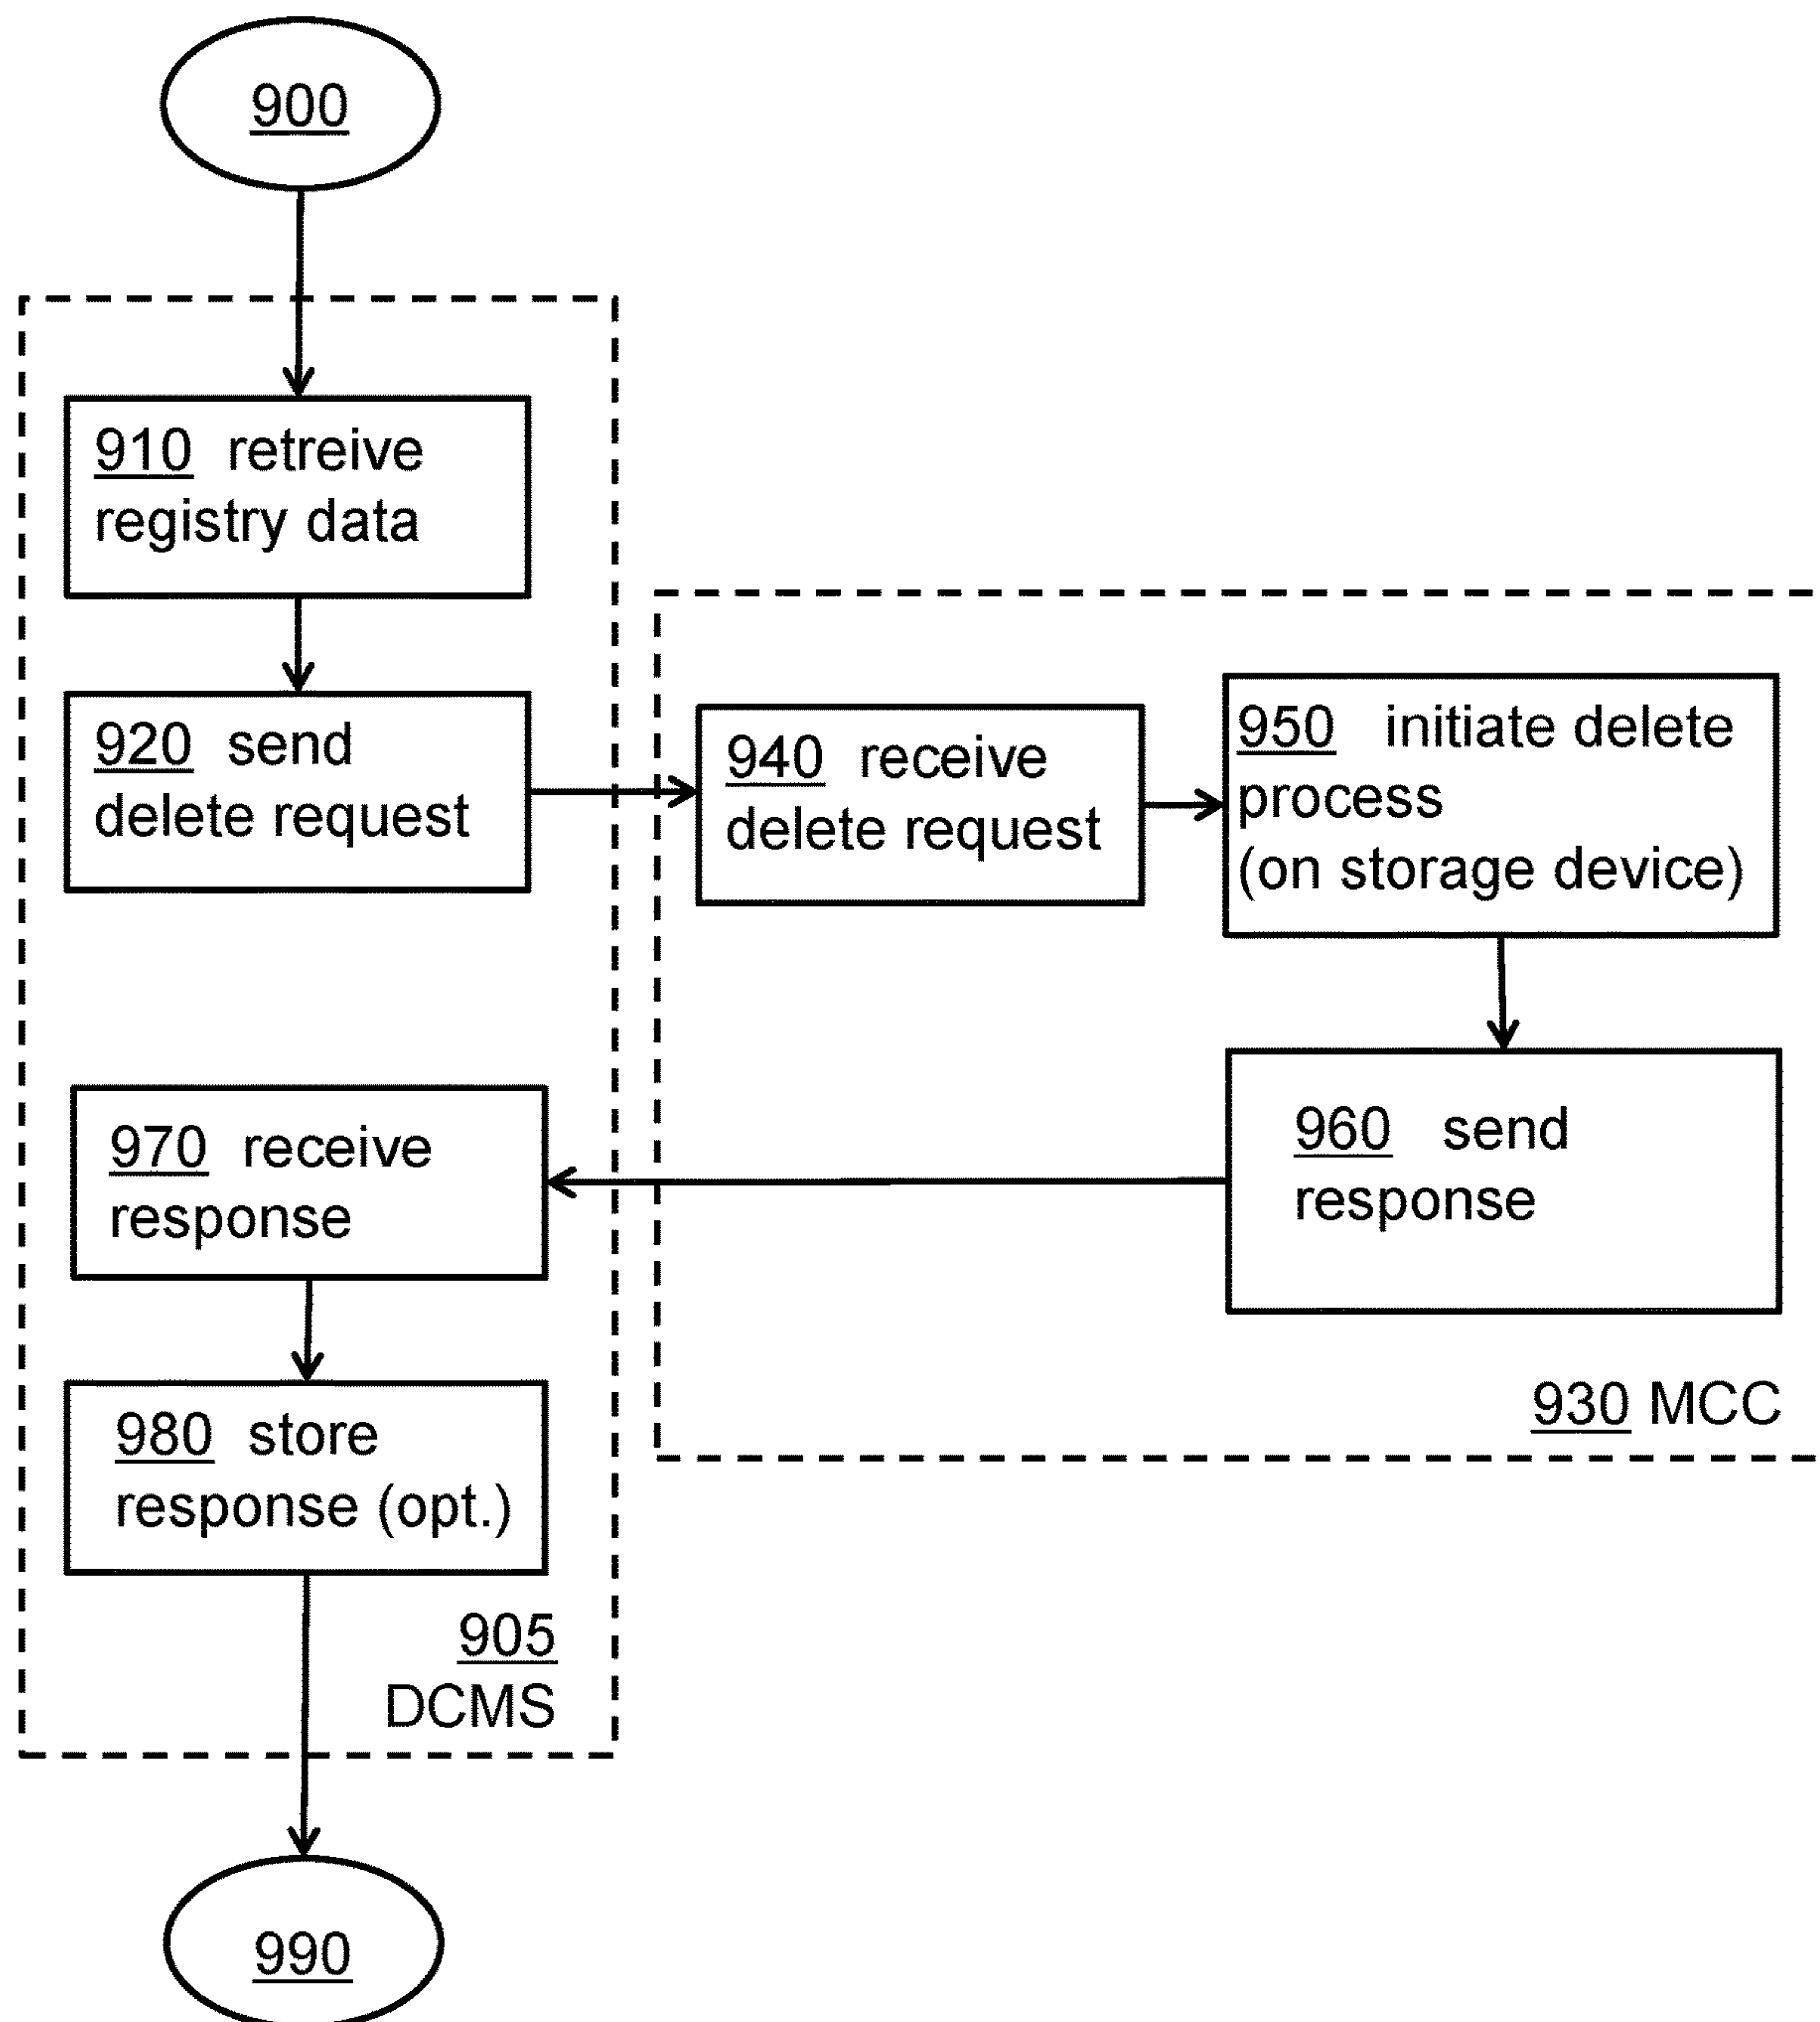 900
910 retreive
registry data
920 send
delete request
940 receive
delete request
950 initiate delete
process
(on storage device)
960 send
response
970 receive
response
980 store
response (opt.)
930 MCC
905
DCMS
990